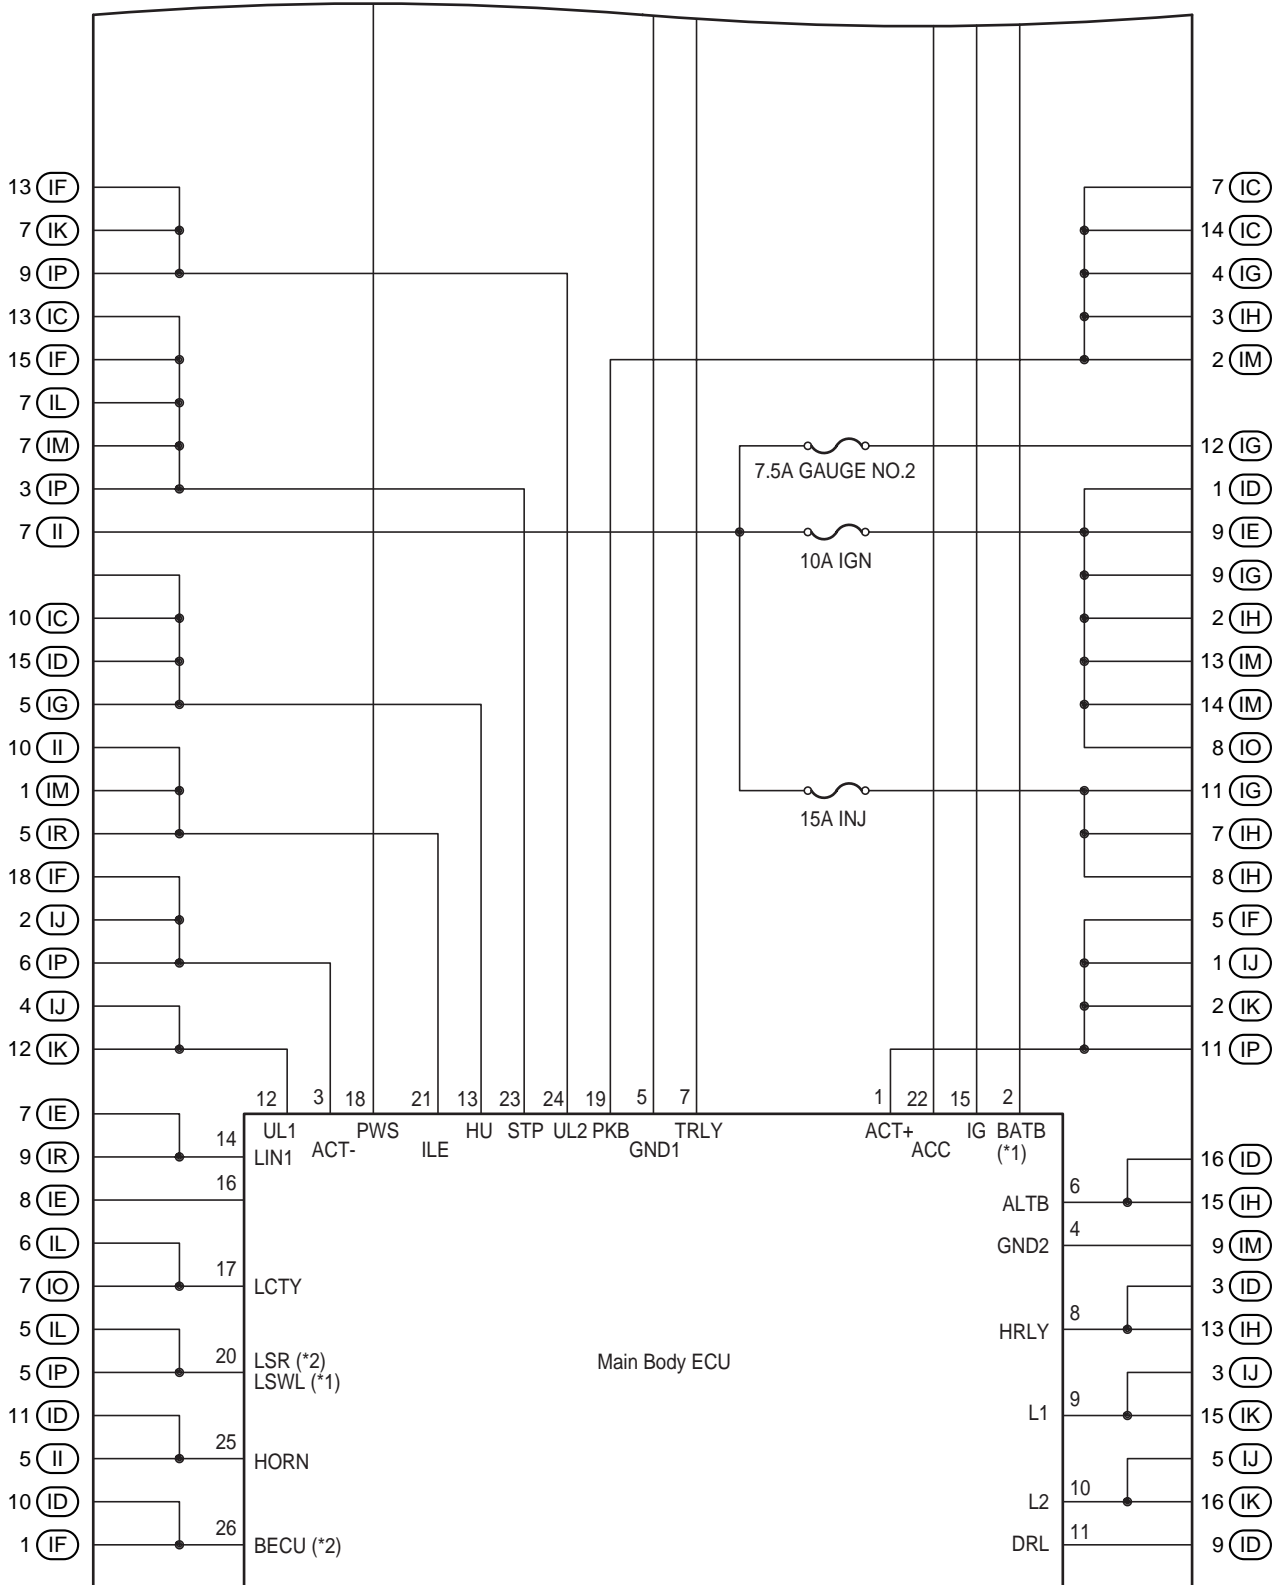 13 IF
7 IK
9 IP
13 IC
15 IF
7 IL
7 IM
3 IP
7 II
10 IC
15 ID
5 IG
10 II
1 IM
5 IR
18 IF
2 IJ
6 IP
4 IJ
12 IK
7 IE
9 IR
8 IE
6 IL
7 IO
5 IL
5 IP
11 ID
5 II
10 ID
1 IF
7.5A GAUGE NO.2
10A IGN
15A INJ
7 IC
14 IC
4 IG
3 IH
2 IM
12 IG
1 ID
9 IE
9 IG
2 IH
13 IM
14 IM
8 IO
11 IG
7 IH
8 IH
5 IF
1 IJ
2 IK
11 IP
16 ID
15 IH
9 IM
3 ID
13 IH
3 IJ
15 IK
5 IJ
16 IK
9 ID
12 3 18 21 13 23 24 19 5 7 1 22 15 2
UL1 ACT- PWS ILE HU STP UL2 PKB GND1 TRLY ACT+ ACC IG BATB
(*1)
14 LIN1
16
17 LCTY
20 LSR (*2)
LSWL (*1)
25 HORN
26 BECU (*2)
Main Body ECU
ALTB 6
GND2 4
HRLY 8
L1 9
L2 10
DRL 11